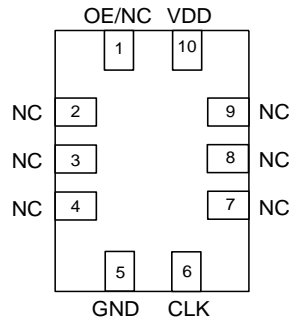 OE/NC VDD
1 10
NC 2 9 NC
NC 3 8 NC
NC 4 7 NC
5 6
GND CLK